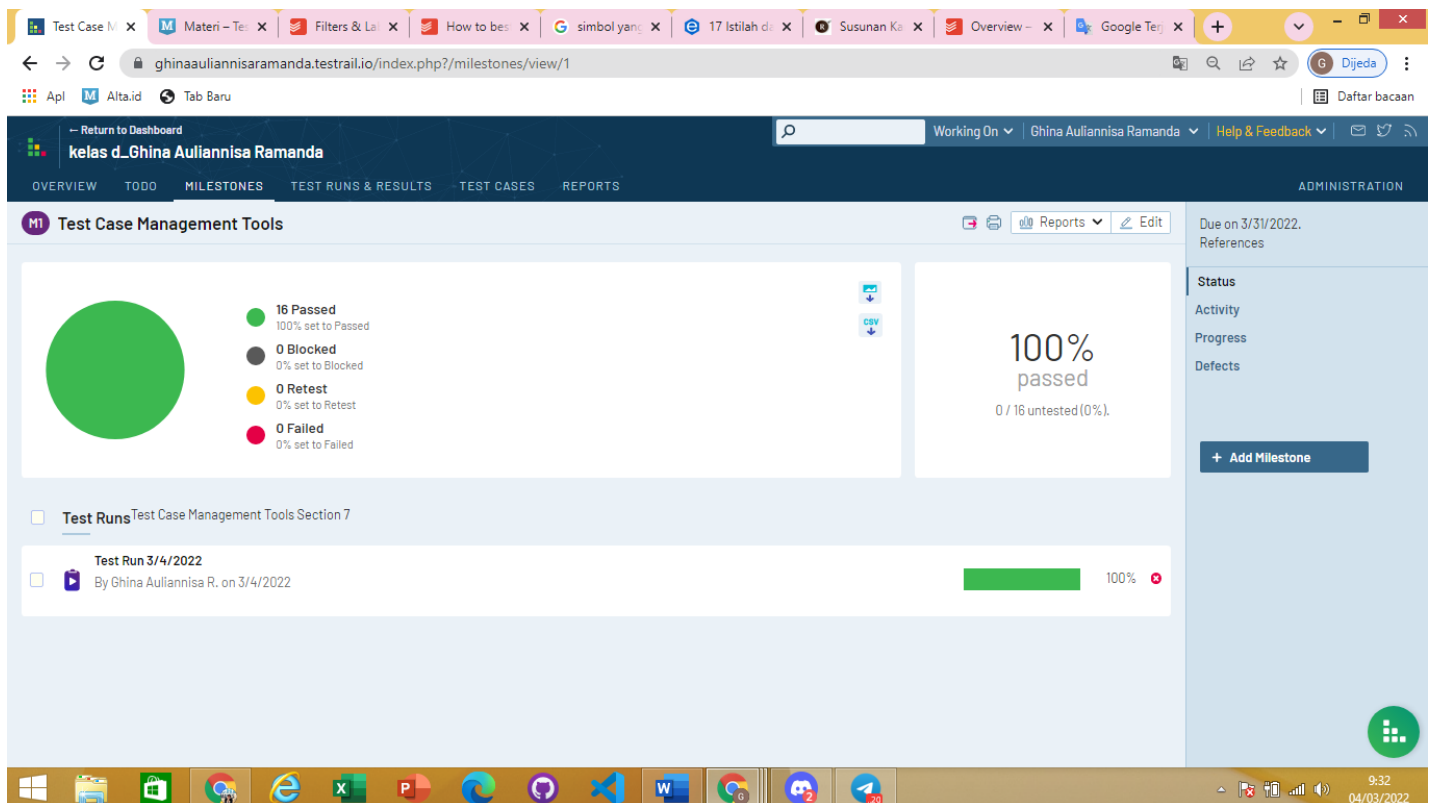 Test Case M
Materi – Tes
Filters & La
How to bes
simbol yang
17 Istilah da
Susunan Ka
Overview –
Google Terj
ghinaauliannisaramanda.testrail.io/index.php?/milestones/view/1
G Dijeda
Apl
Alta.id
Tab Baru
Daftar bacaan
← Return to Dashboard
kelas d_Ghina Auliannisa Ramanda
Working On
Ghina Auliannisa Ramanda
Help & Feedback
OVERVIEW
TODO
MILESTONES
TEST RUNS & RESULTS
TEST CASES
REPORTS
ADMINISTRATION
M1 Test Case Management Tools
Reports
Edit
Due on 3/31/2022.
References
Status
Activity
Progress
Defects
+ Add Milestone
16 Passed
100% set to Passed
0 Blocked
0% set to Blocked
0 Retest
0% set to Retest
0 Failed
0% set to Failed
CSV
100%
passed
0 / 16 untested (0%).
Test Runs Test Case Management Tools Section 7
Test Run 3/4/2022
By Ghina Auliannisa R. on 3/4/2022
100%
X
P
W
G
2
20
9:32
04/03/2022